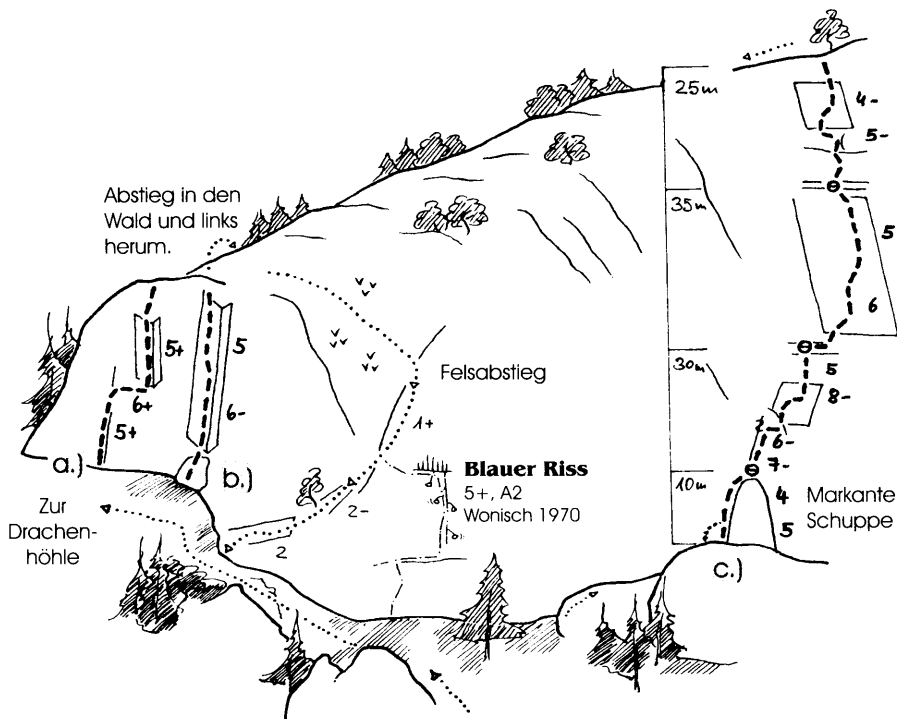 25m
4-
5-
Abstieg in den
Wald und links
herum.
35m
5
6
5+
6+
5+
5
6-
Felsabstieg
1+
30m
5
8-
6-
7-
a.)
b.)
Blauer Riss
5+, A2
Wonisch 1970
10m
4
5
Markante
Schuppe
Zur
Drachen-
höhle
2-
2
c.)